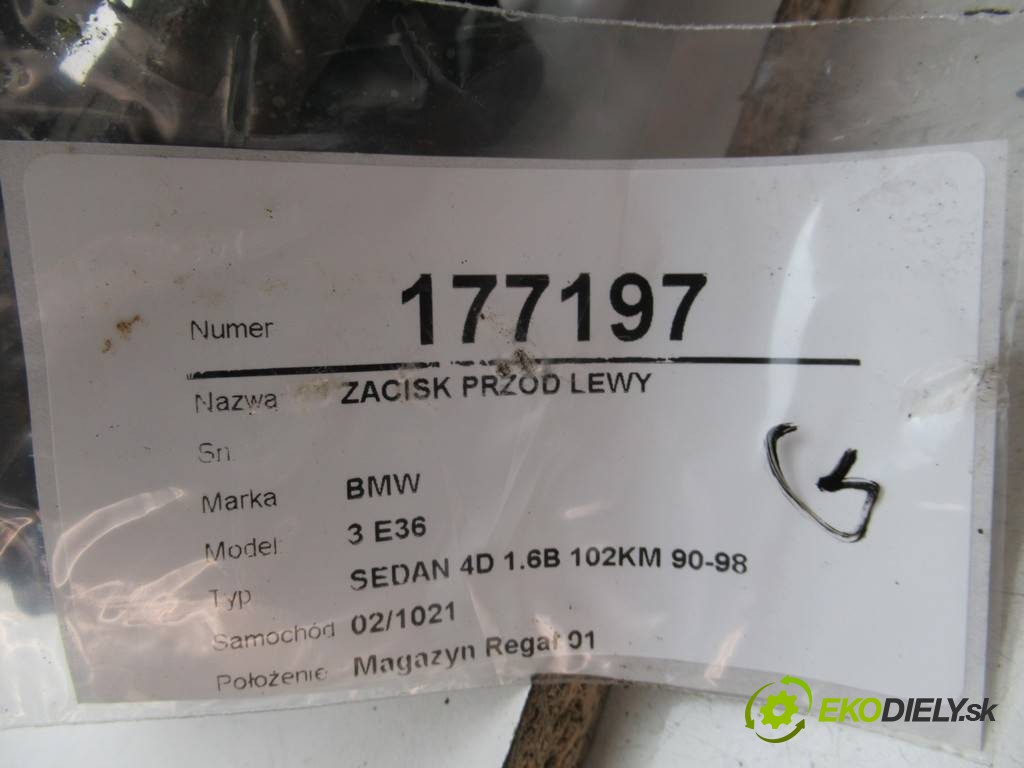 Numer 177197
Nazwa ZACISK PRZOD LEWY
Sn
Marka BMW
Model: 3 E36
Typ SEDAN 4D 1.6B 102KM 90-98
Samochód 02/1021
Położenie Magazyn Regał 01
EKODIELY.sk